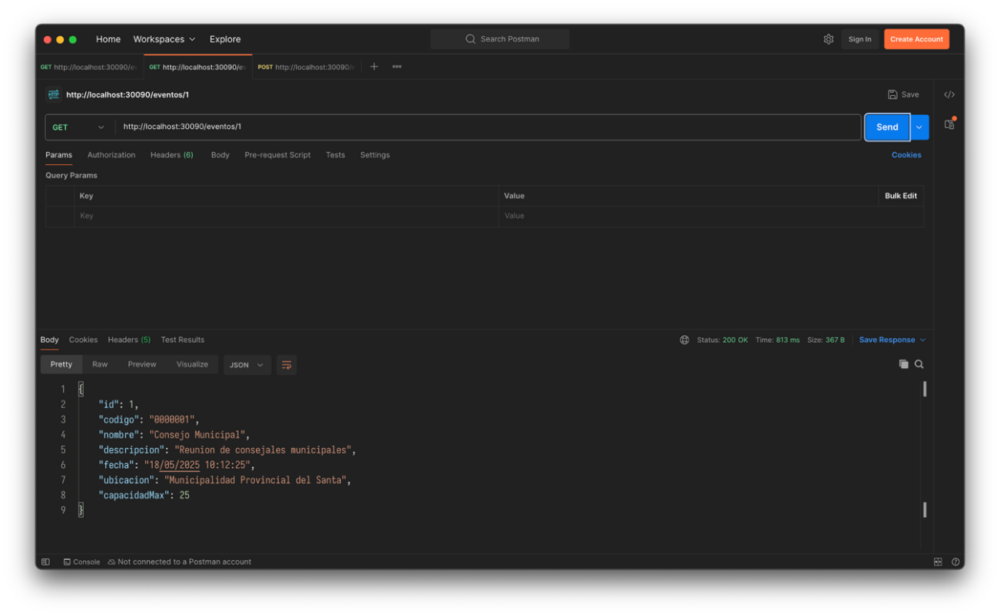 Home Workspaces Explore Search Postman Sign In Create Account
GET http://localhost:30090/e GET http://localhost:30090/e POST http://localhost:30090/
HTTP http://localhost:30090/eventos/1 Save </>
GET http://localhost:30090/eventos/1 Send
Params Authorization Headers (6) Body Pre-request Script Tests Settings Cookies
Query Params
Key Value Bulk Edit
Key Value
Body Cookies Headers (5) Test Results Status: 200 OK Time: 813 ms Size: 367 B Save Response
Pretty Raw Preview Visualize JSON
1 {
2 "id": 1,
3 "codigo": "0000001",
4 "nombre": "Consejo Municipal",
5 "descripcion": "Reunion de consejales municipales",
6 "fecha": "18/05/2025 10:12:25",
7 "ubicacion": "Municipalidad Provincial del Santa",
8 "capacidadMax": 25
9 }
Console Not connected to a Postman account